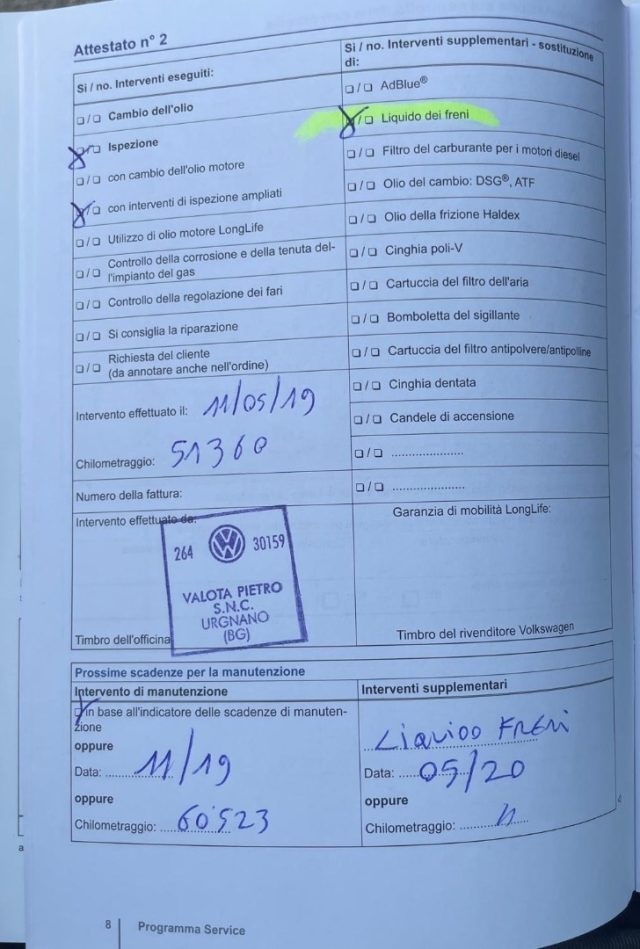 Attestato n° 2
Si / no. Interventi eseguiti:
❑ / ❑ Cambio dell'olio
❑ / ❑ Ispezione
❑ / ❑ con cambio dell'olio motore
❑ / ❑ con interventi di ispezione ampliati
❑ / ❑ Utilizzo di olio motore LongLife
❑ / ❑ Controllo della corrosione e della tenuta del-
l'impianto del gas
❑ / ❑ Controllo della regolazione dei fari
❑ / ❑ Si consiglia la riparazione
❑ / ❑ Richiesta del cliente
(da annotare anche nell'ordine)
Intervento effettuato il: 11/05/19
Chilometraggio: 51360
Numero della fattura:
Intervento effettuato da:
264 VW 30159
VALOTA PIETRO
S.N.C.
URGNANO
(BG)
Timbro dell'officina
Si / no. Interventi supplementari - sostituzione
di:
❑ / ❑ AdBlue®
❑ / ❑ Liquido dei freni
❑ / ❑ Filtro del carburante per i motori diesel
❑ / ❑ Olio del cambio: DSG®, ATF
❑ / ❑ Olio della frizione Haldex
❑ / ❑ Cinghia poli-V
❑ / ❑ Cartuccia del filtro dell'aria
❑ / ❑ Bomboletta del sigillante
❑ / ❑ Cartuccia del filtro antipolvere/antipolline
❑ / ❑ Cinghia dentata
❑ / ❑ Candele di accensione
❑ / ❑ .....................
❑ / ❑ .....................
Garanzia di mobilità LongLife:
Timbro del rivenditore Volkswagen
Prossime scadenze per la manutenzione
Intervento di manutenzione
❑ in base all'indicatore delle scadenze di manuten-
zione
oppure
Data: 11/19
oppure
Chilometraggio: 60523
Interventi supplementari
LIQUIDO FRENI
Data: 05/20
oppure
Chilometraggio:
8 Programma Service